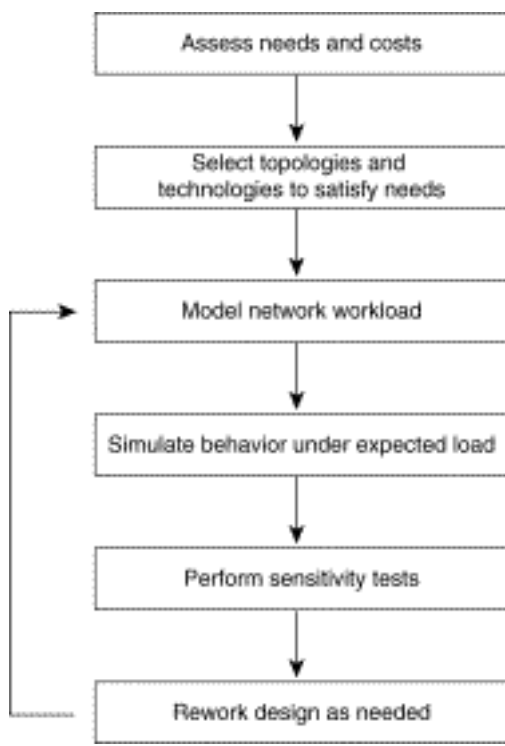 Assess needs and costs
Select topologies and
technologies to satisfy needs
Model network workload
Simulate behavior under expected load
Perform sensitivity tests
Rework design as needed